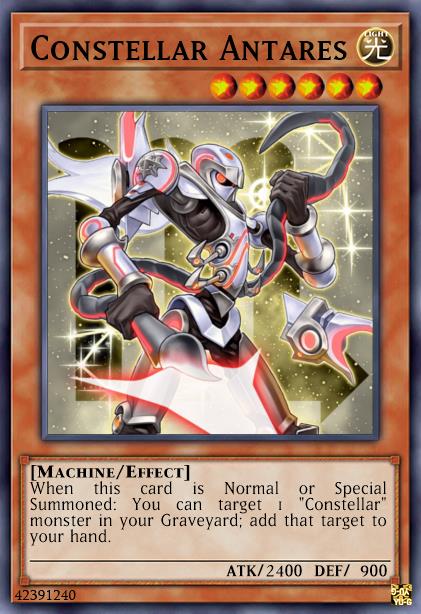 CONSTELLAR ANTARES
LIGHT
光
[MACHINE/EFFECT]
When this card is Normal or Special
Summoned: You can target 1 "Constellar"
monster in your Graveyard; add that target to
your hand.
ATK/2400 DEF/ 900
42391240